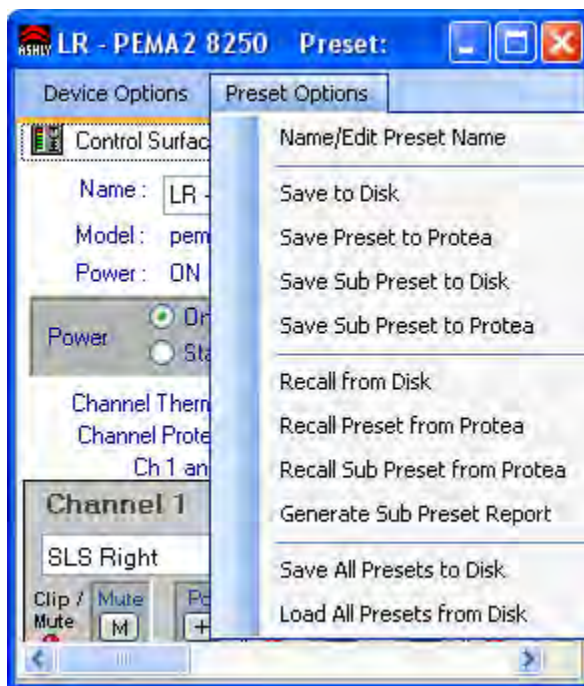 ASHLY LR - PEMA2 8250 Preset:
Device Options Preset Options
Control Surfac
Name : LR -
Model : pem
Power : ON
Power On
Sta
Channel Therm
Channel Prote
Ch 1 an
Channel 1
SLS Right
Clip / Mute
Mute
M +
Name/Edit Preset Name
Save to Disk
Save Preset to Protea
Save Sub Preset to Disk
Save Sub Preset to Protea
Recall from Disk
Recall Preset from Protea
Recall Sub Preset from Protea
Generate Sub Preset Report
Save All Presets to Disk
Load All Presets from Disk